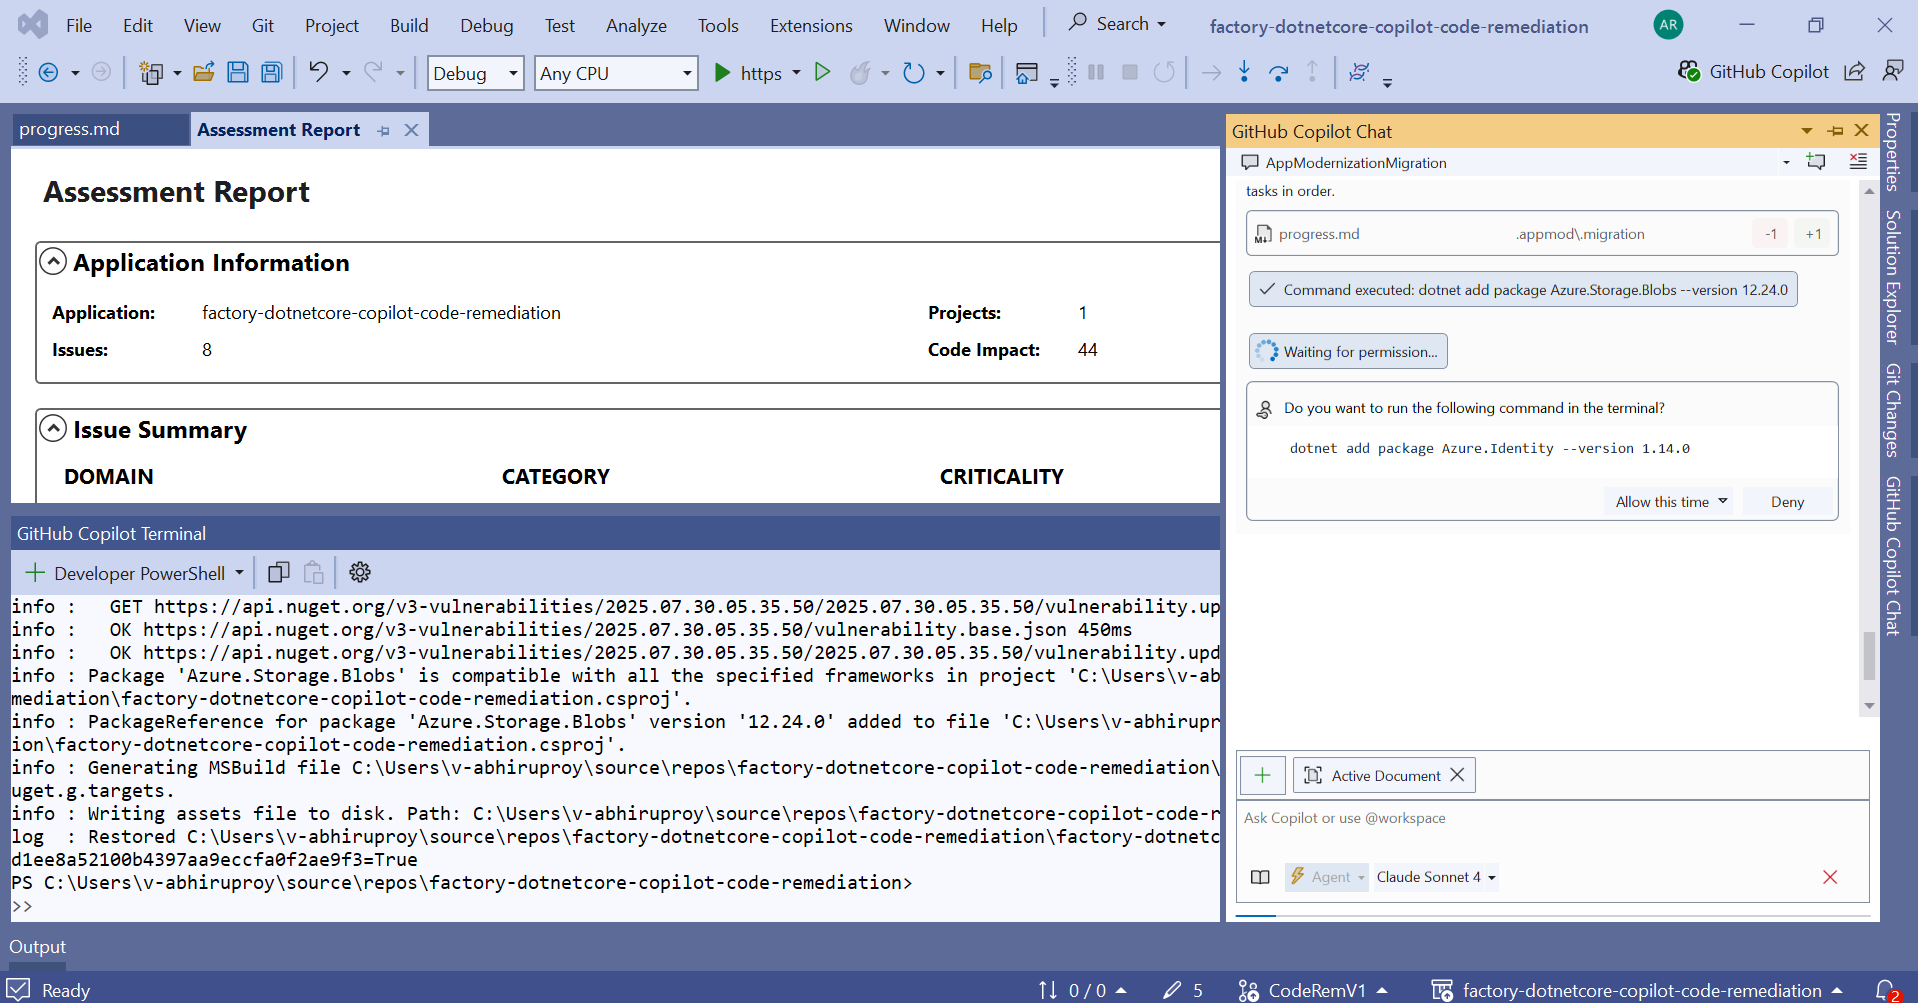 File Edit View Git Project Build Debug Test Analyze Tools Extensions Window Help Search factory-dotnetcore-copilot-code-remediation AR
Debug Any CPU https GitHub Copilot
progress.md Assessment Report
Assessment Report
Application Information
Application: factory-dotnetcore-copilot-code-remediation Projects: 1
Issues: 8 Code Impact: 44
Issue Summary
DOMAIN CATEGORY CRITICALITY
GitHub Copilot Terminal
Developer PowerShell
info :   GET https://api.nuget.org/v3-vulnerabilities/2025.07.30.05.35.50/2025.07.30.05.35.50/vulnerability.up
info :   OK https://api.nuget.org/v3-vulnerabilities/2025.07.30.05.35.50/vulnerability.base.json 450ms
info :   OK https://api.nuget.org/v3-vulnerabilities/2025.07.30.05.35.50/2025.07.30.05.35.50/vulnerability.upd
info : Package 'Azure.Storage.Blobs' is compatible with all the specified frameworks in project 'C:\Users\v-ab
mediation\factory-dotnetcore-copilot-code-remediation.csproj'.
info : PackageReference for package 'Azure.Storage.Blobs' version '12.24.0' added to file 'C:\Users\v-abhirupr
ion\factory-dotnetcore-copilot-code-remediation.csproj'.
info : Generating MSBuild file C:\Users\v-abhiruproy\source\repos\factory-dotnetcore-copilot-code-remediation\
uget.g.targets.
info : Writing assets file to disk. Path: C:\Users\v-abhiruproy\source\repos\factory-dotnetcore-copilot-code-r
log  : Restored C:\Users\v-abhiruproy\source\repos\factory-dotnetcore-copilot-code-remediation\factory-dotnetc
d1ee8a52100b4397aa9eccfa0f2ae9f3=True
PS C:\Users\v-abhiruproy\source\repos\factory-dotnetcore-copilot-code-remediation>
>>
GitHub Copilot Chat
AppModernizationMigration
tasks in order.
M↓ progress.md .appmod\.migration -1 +1
Command executed: dotnet add package Azure.Storage.Blobs --version 12.24.0
Waiting for permission...
Do you want to run the following command in the terminal?
dotnet add package Azure.Identity --version 1.14.0
Allow this time Deny
Active Document
Ask Copilot or use @workspace
Agent Claude Sonnet 4
Properties
Solution Explorer
Git Changes
GitHub Copilot Chat
Output
Ready 0 / 0 5 CodeRemV1 factory-dotnetcore-copilot-code-remediation 2